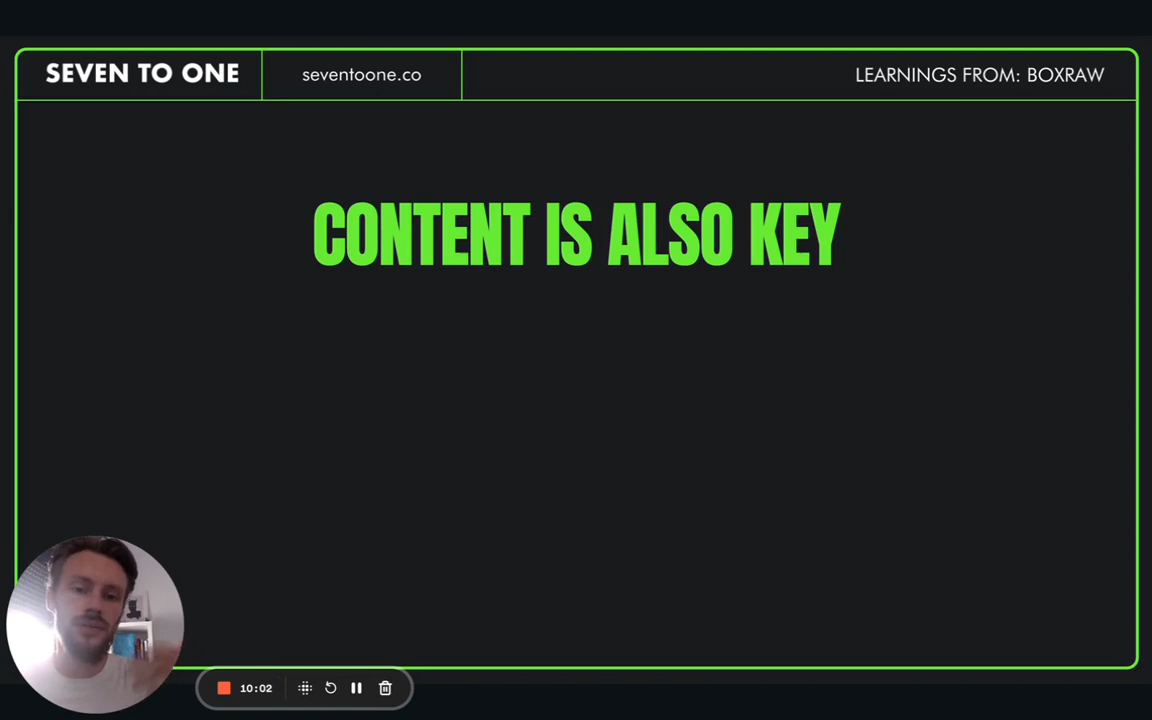 SEVEN TO ONE
seventoone.co
LEARNINGS FROM: BOXRAW
CONTENT IS ALSO KEY
10:02